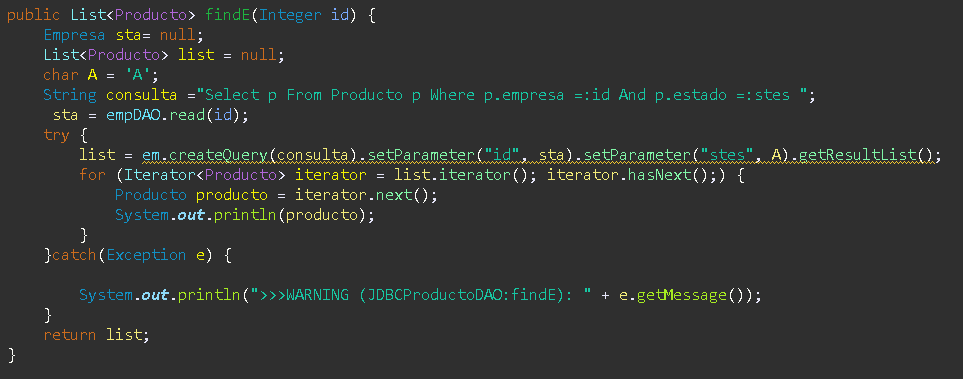 public List<Producto> findE(Integer id) {
    Empresa sta= null;
    List<Producto> list = null;
    char A = 'A';
    String consulta ="Select p From Producto p Where p.empresa =:id And p.estado =:stes ";
     sta = empDAO.read(id);
    try {
        list = em.createQuery(consulta).setParameter("id", sta).setParameter("stes", A).getResultList();
        for (Iterator<Producto> iterator = list.iterator(); iterator.hasNext();) {
            Producto producto = iterator.next();
            System.out.println(producto);
        }
    }catch(Exception e) {
        System.out.println(">>>WARNING (JDBCProductoDAO:findE): " + e.getMessage());
    }
    return list;
}